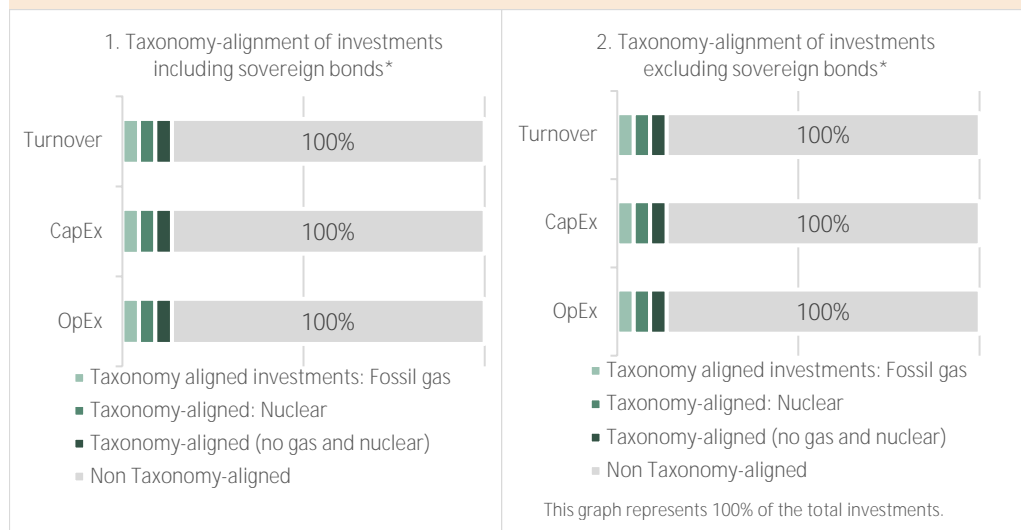 1. Taxonomy-alignment of investments
including sovereign bonds*
Turnover
100%
CapEx
100%
OpEx
100%
Taxonomy aligned investments: Fossil gas
Taxonomy-aligned: Nuclear
Taxonomy-aligned (no gas and nuclear)
Non Taxonomy-aligned
2. Taxonomy-alignment of investments
excluding sovereign bonds*
Turnover
100%
CapEx
100%
OpEx
100%
Taxonomy aligned investments: Fossil gas
Taxonomy-aligned: Nuclear
Taxonomy-aligned (no gas and nuclear)
Non Taxonomy-aligned
This graph represents 100% of the total investments.